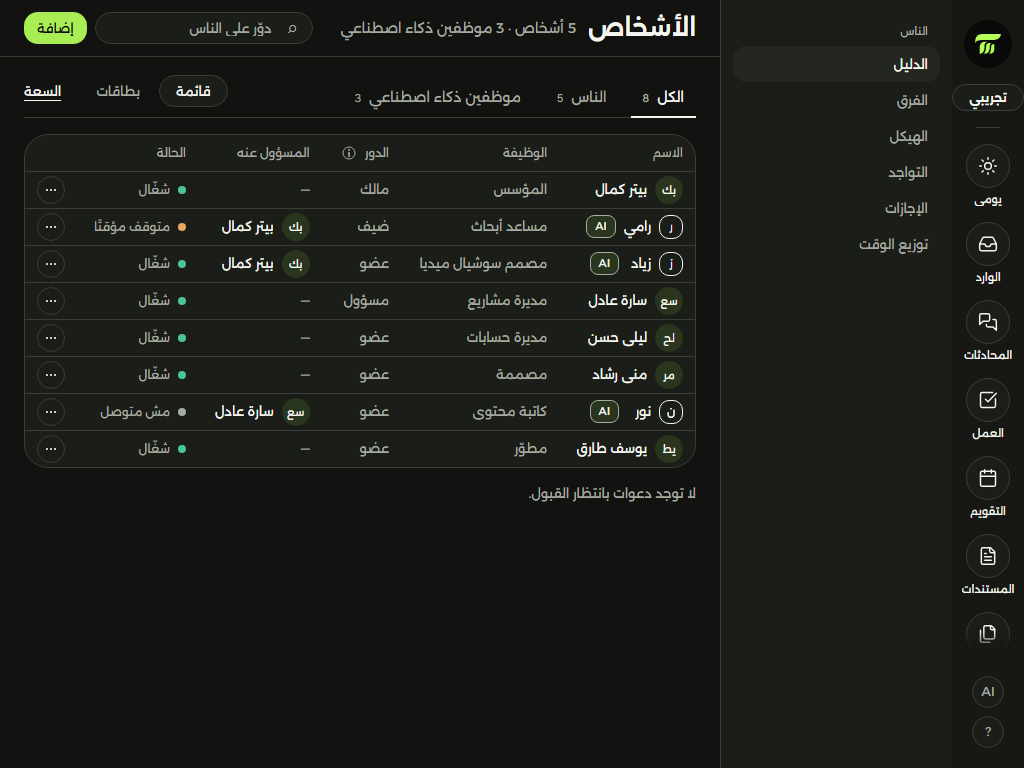 تجريبي
يومي
الوارد
المحادثات
العمل
التقويم
المستندات
AI
?
الناس
الدليل
الفرق
الهيكل
التواجد
الإجازات
توزيع الوقت
الأشخاص 5 أشخاص · 3 موظفين ذكاء اصطناعي دوّر على الناس إضافة
الكل 8 الناس 5 موظفين ذكاء اصطناعي 3 قائمة بطاقات السعة
الاسم الوظيفة الدور المسؤول عنه الحالة
بك بيتر كمال المؤسس مالك — شغّال
ر رامي AI مساعد أبحاث ضيف بك بيتر كمال متوقف مؤقتًا
ز زياد AI مصمم سوشيال ميديا عضو بك بيتر كمال شغّال
سع سارة عادل مديرة مشاريع مسؤول — شغّال
لح ليلى حسن مديرة حسابات عضو — شغّال
مر منى رشاد مصممة عضو — شغّال
ن نور AI كاتبة محتوى عضو سع سارة عادل مش متوصل
يط يوسف طارق مطوّر عضو — شغّال
لا توجد دعوات بانتظار القبول.